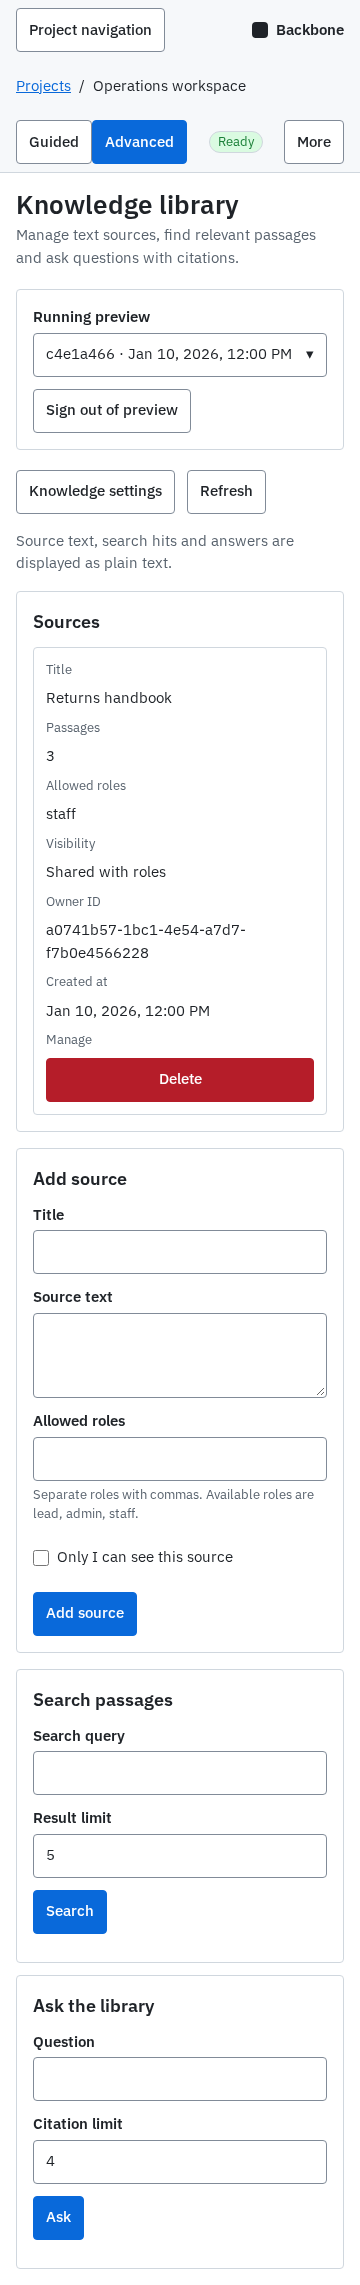 Project navigation
Backbone
Projects / Operations workspace
Guided
Advanced
Ready
More
Knowledge library
Manage text sources, find relevant passages
and ask questions with citations.
Running preview
c4e1a466 · Jan 10, 2026, 12:00 PM ▾
Sign out of preview
Knowledge settings
Refresh
Source text, search hits and answers are
displayed as plain text.
Sources
Title
Returns handbook
Passages
3
Allowed roles
staff
Visibility
Shared with roles
Owner ID
a0741b57-1bc1-4e54-a7d7-
f7b0e4566228
Created at
Jan 10, 2026, 12:00 PM
Manage
Delete
Add source
Title
Source text
Allowed roles
Separate roles with commas. Available roles are
lead, admin, staff.
Only I can see this source
Add source
Search passages
Search query
Result limit
5
Search
Ask the library
Question
Citation limit
4
Ask